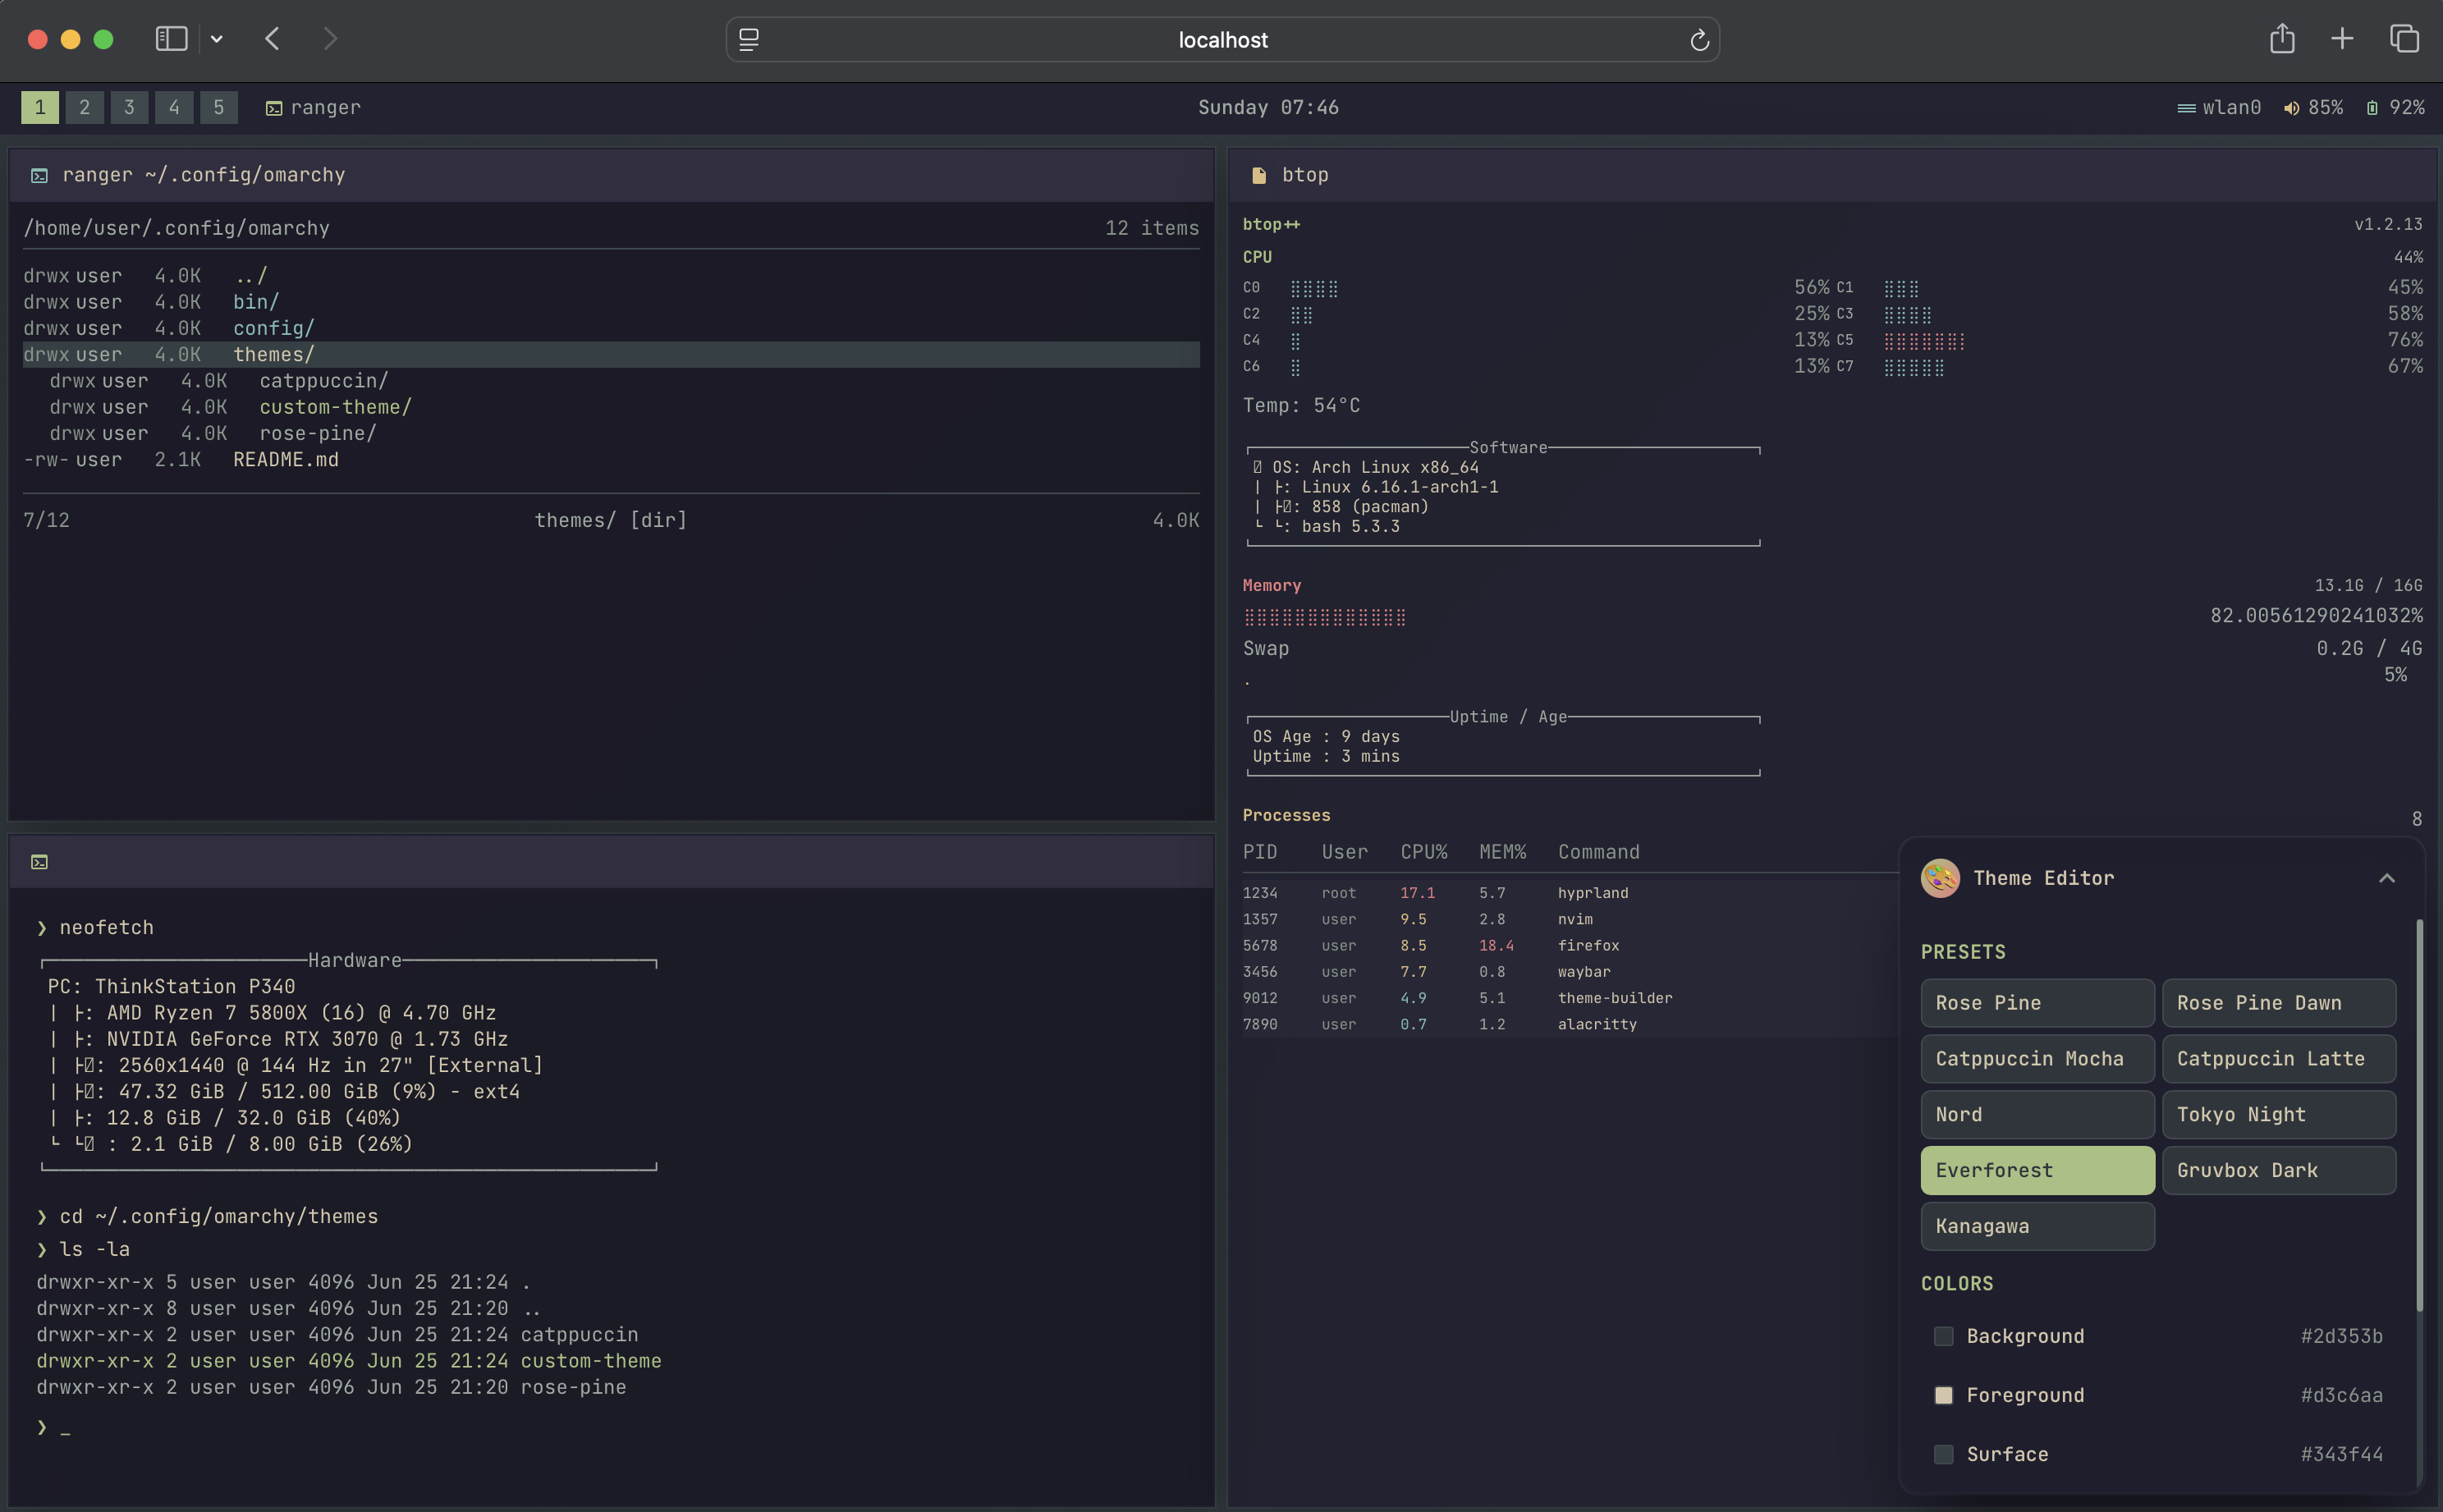 localhost
1 2 3 4 5 ranger
Sunday 07:46
wlan0 85% 92%
ranger ~/.config/omarchy
/home/user/.config/omarchy 12 items
drwx user 4.0K ../
drwx user 4.0K bin/
drwx user 4.0K config/
drwx user 4.0K themes/
drwx user 4.0K catppuccin/
drwx user 4.0K custom-theme/
drwx user 4.0K rose-pine/
-rw- user 2.1K README.md
7/12 themes/ [dir] 4.0K
❯ neofetch
┌──────────────────────Hardware──────────────────────┐
PC: ThinkStation P340
│ ├: AMD Ryzen 7 5800X (16) @ 4.70 GHz
│ ├: NVIDIA GeForce RTX 3070 @ 1.73 GHz
│ ├: 2560x1440 @ 144 Hz in 27" [External]
│ ├: 47.32 GiB / 512.00 GiB (9%) - ext4
│ ├: 12.8 GiB / 32.0 GiB (40%)
└ └ : 2.1 GiB / 8.00 GiB (26%)
└────────────────────────────────────────────────────┘
❯ cd ~/.config/omarchy/themes
❯ ls -la
drwxr-xr-x 5 user user 4096 Jun 25 21:24 .
drwxr-xr-x 8 user user 4096 Jun 25 21:20 ..
drwxr-xr-x 2 user user 4096 Jun 25 21:24 catppuccin
drwxr-xr-x 2 user user 4096 Jun 25 21:24 custom-theme
drwxr-xr-x 2 user user 4096 Jun 25 21:20 rose-pine
❯ _
btop
btop++ v1.2.13
CPU 44%
C0 56% C1 45%
C2 25% C3 58%
C4 13% C5 76%
C6 13% C7 67%
Temp: 54°C
┌──────────────────────Software──────────────────────┐
OS: Arch Linux x86_64
│ ├: Linux 6.16.1-arch1-1
│ ├: 858 (pacman)
└ └: bash 5.3.3
└────────────────────────────────────────────────────┘
Memory 13.1G / 16G
82.00561290241032%
Swap 0.2G / 4G
. 5%
┌────────────────────Uptime / Age────────────────────┐
OS Age : 9 days
Uptime : 3 mins
└────────────────────────────────────────────────────┘
Processes 8
PID User CPU% MEM% Command
1234 root 17.1 5.7 hyprland
1357 user 9.5 2.8 nvim
5678 user 8.5 18.4 firefox
3456 user 7.7 0.8 waybar
9012 user 4.9 5.1 theme-builder
7890 user 0.7 1.2 alacritty
Theme Editor
PRESETS
Rose Pine
Rose Pine Dawn
Catppuccin Mocha
Catppuccin Latte
Nord
Tokyo Night
Everforest
Gruvbox Dark
Kanagawa
COLORS
Background #2d353b
Foreground #d3c6aa
Surface #343f44